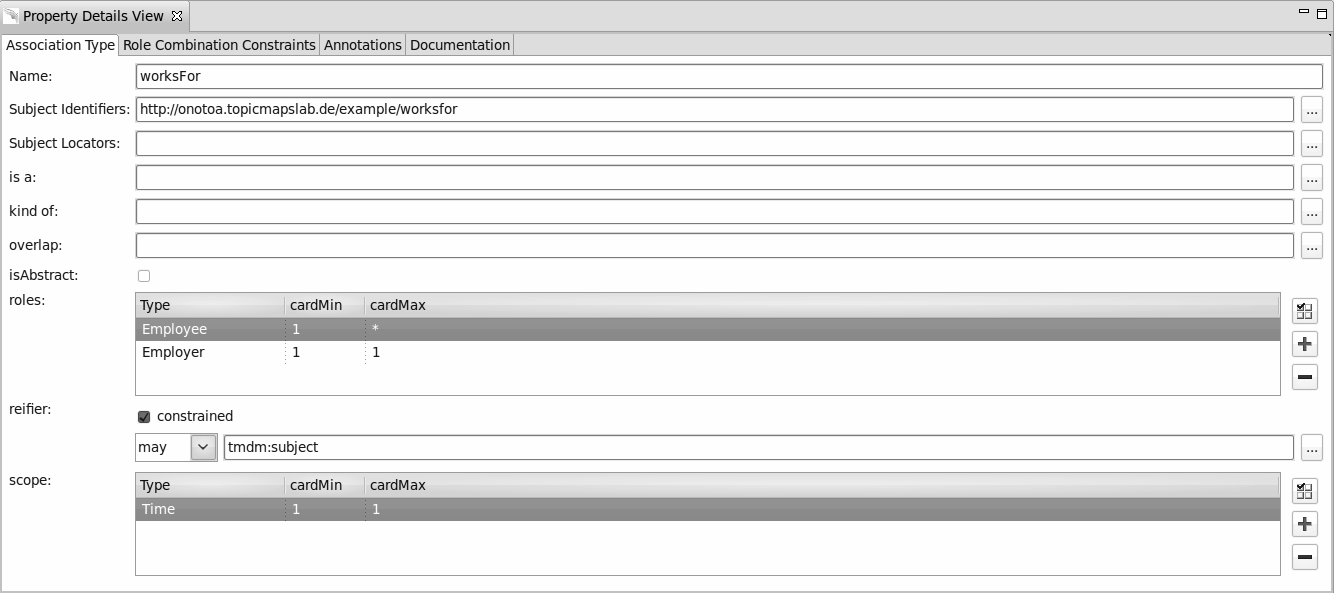 Property Details View
Association Type Role Combination Constraints Annotations Documentation
Name: worksFor
Subject Identifiers: http://onotoa.topicmapslab.de/example/worksfor ...
Subject Locators: ...
is a: ...
kind of: ...
overlap: ...
isAbstract:
roles: Type cardMin cardMax
Employee 1 *
Employer 1 1
reifier: constrained
may tmdm:subject ...
scope: Type cardMin cardMax
Time 1 1